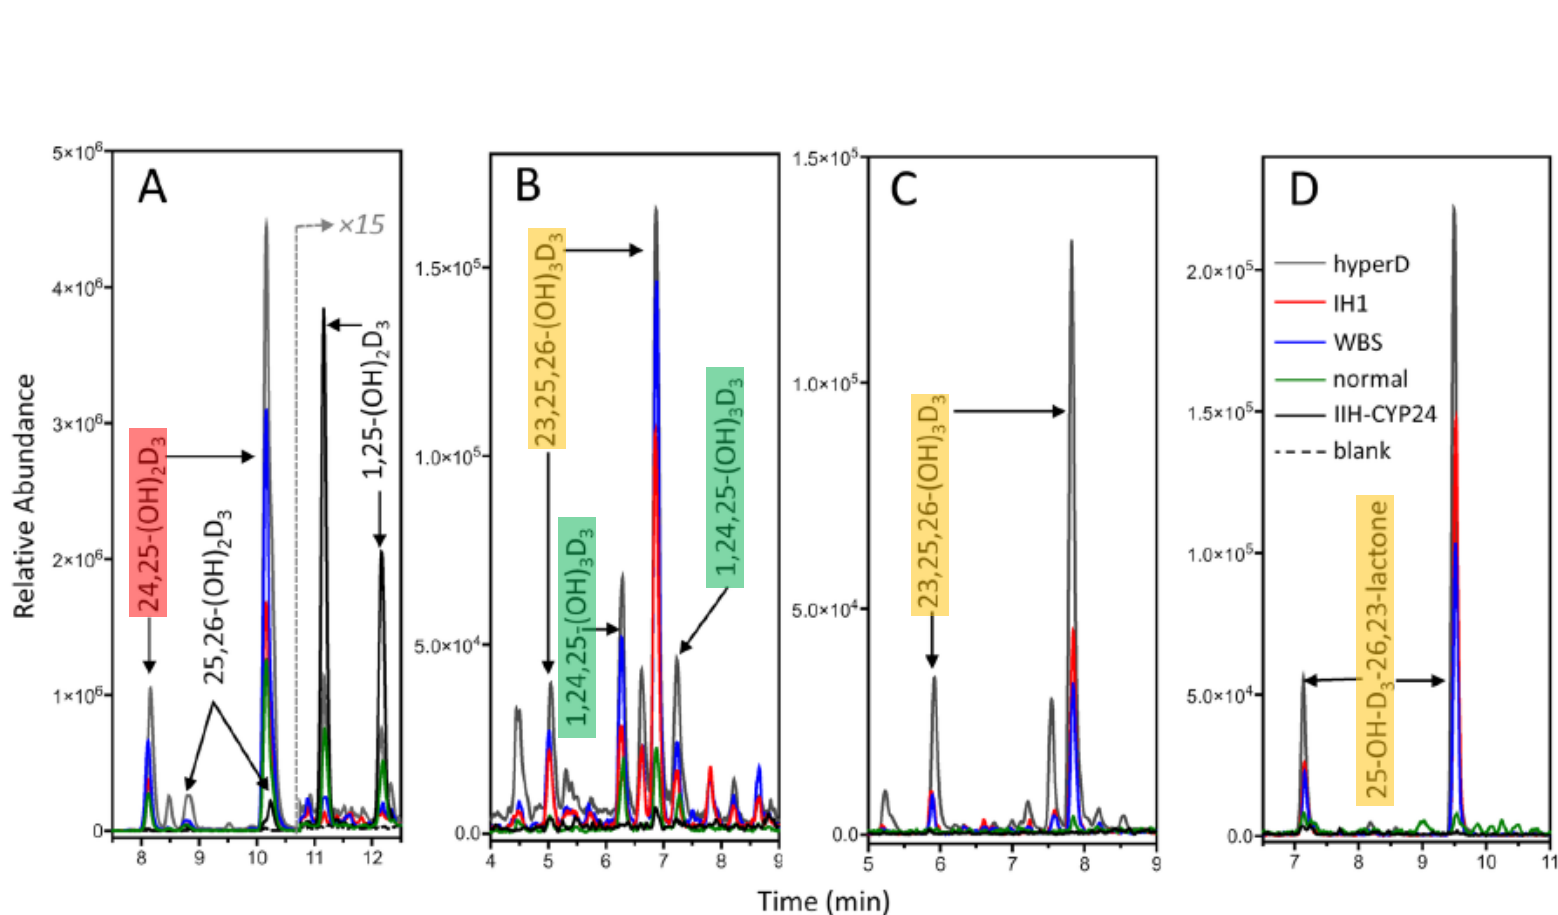 Relative Abundance
A
5×10⁶
4×10⁶
3×10⁶
2×10⁶
1×10⁶
0
8
9
10
11
12
×15
24,25-(OH)₂D₃
25,26-(OH)₂D₃
1,25-(OH)₂D₃
B
1.5×10⁵
1.0×10⁵
5.0×10⁴
0.0
4
5
6
7
8
9
23,25,26-(OH)₃D₃
1,24,25-(OH)₃D₃
1,24,25-(OH)₃D₃
C
1.5×10⁵
1.0×10⁵
5.0×10⁴
0.0
5
6
7
8
9
23,25,26-(OH)₃D₃
D
2.0×10⁵
1.5×10⁵
1.0×10⁵
5.0×10⁴
0.0
7
8
9
10
11
hyperD
IH1
WBS
normal
IIH-CYP24
blank
25-OH-D₃-26,23-lactone
Time (min)